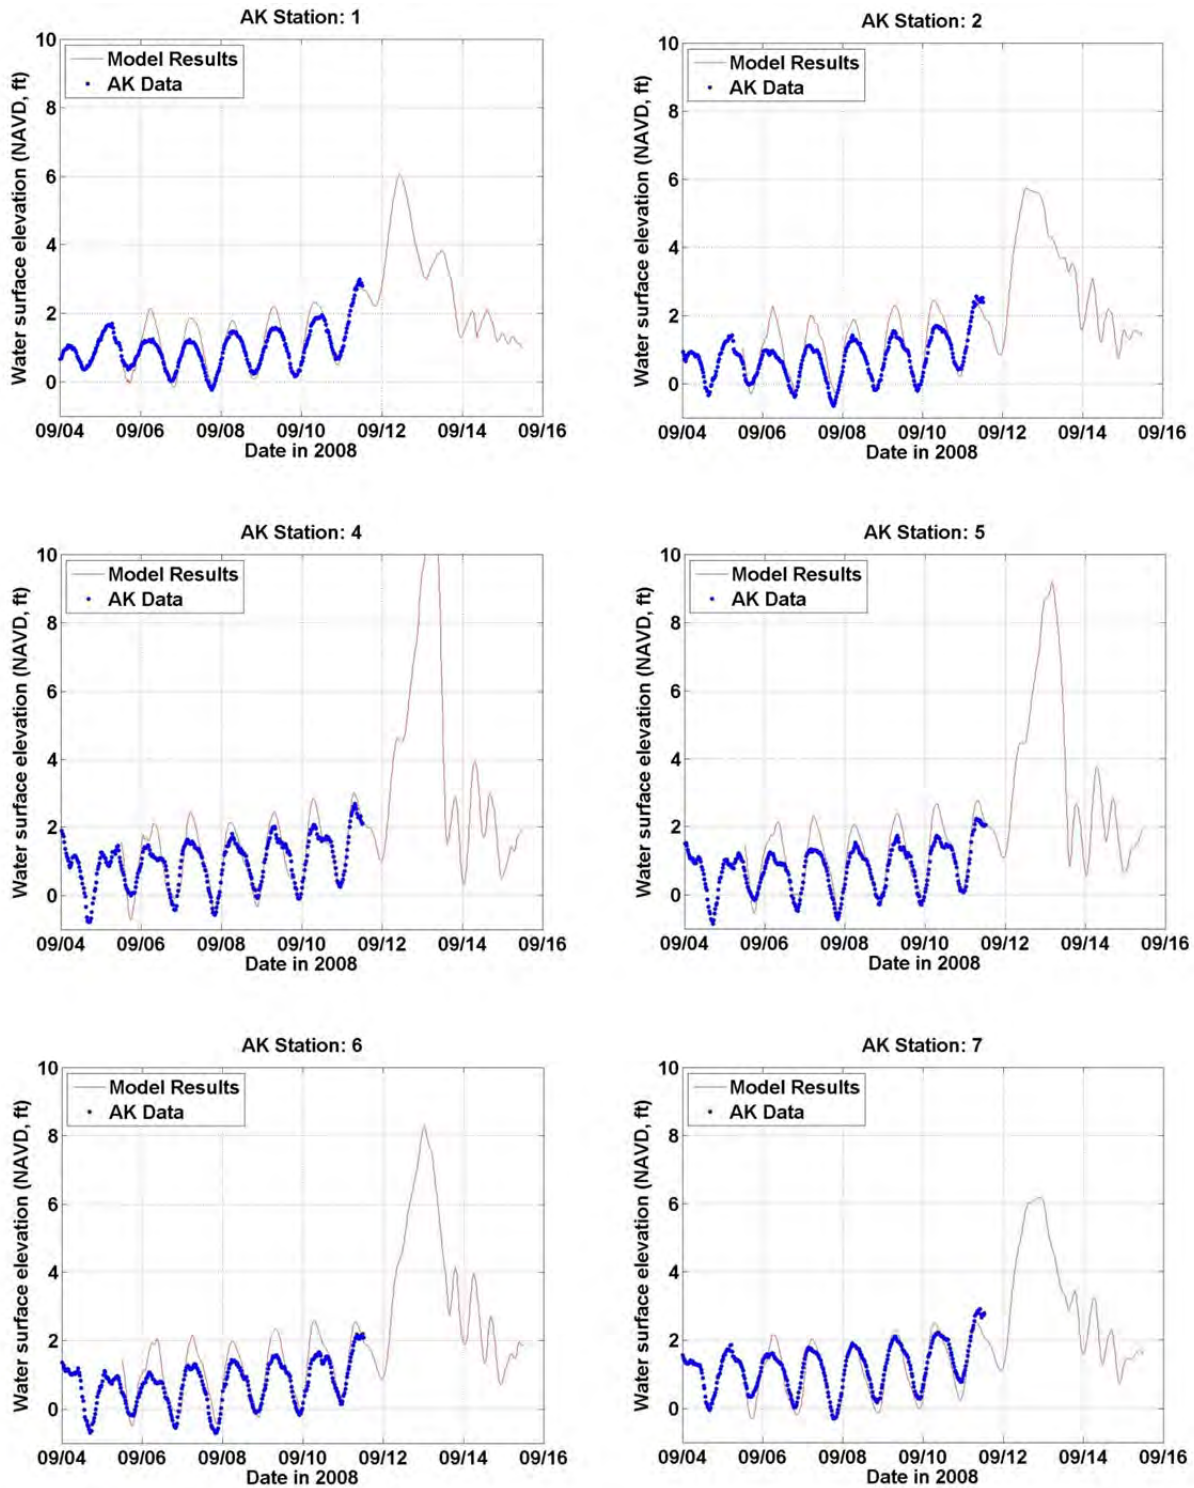 AK Station: 1
10
8
6
4
2
0
Water surface elevation (NAVD, ft)
Model Results
AK Data
09/04 09/06 09/08 09/10 09/12 09/14 09/16
Date in 2008
AK Station: 2
10
8
6
4
2
0
Water surface elevation (NAVD, ft)
Model Results
AK Data
09/04 09/06 09/08 09/10 09/12 09/14 09/16
Date in 2008
AK Station: 4
10
8
6
4
2
0
Water surface elevation (NAVD, ft)
Model Results
AK Data
09/04 09/06 09/08 09/10 09/12 09/14 09/16
Date in 2008
AK Station: 5
10
8
6
4
2
0
Water surface elevation (NAVD, ft)
Model Results
AK Data
09/04 09/06 09/08 09/10 09/12 09/14 09/16
Date in 2008
AK Station: 6
10
8
6
4
2
0
Water surface elevation (NAVD, ft)
Model Results
AK Data
09/04 09/06 09/08 09/10 09/12 09/14 09/16
Date in 2008
AK Station: 7
10
8
6
4
2
0
Water surface elevation (NAVD, ft)
Model Results
AK Data
09/04 09/06 09/08 09/10 09/12 09/14 09/16
Date in 2008